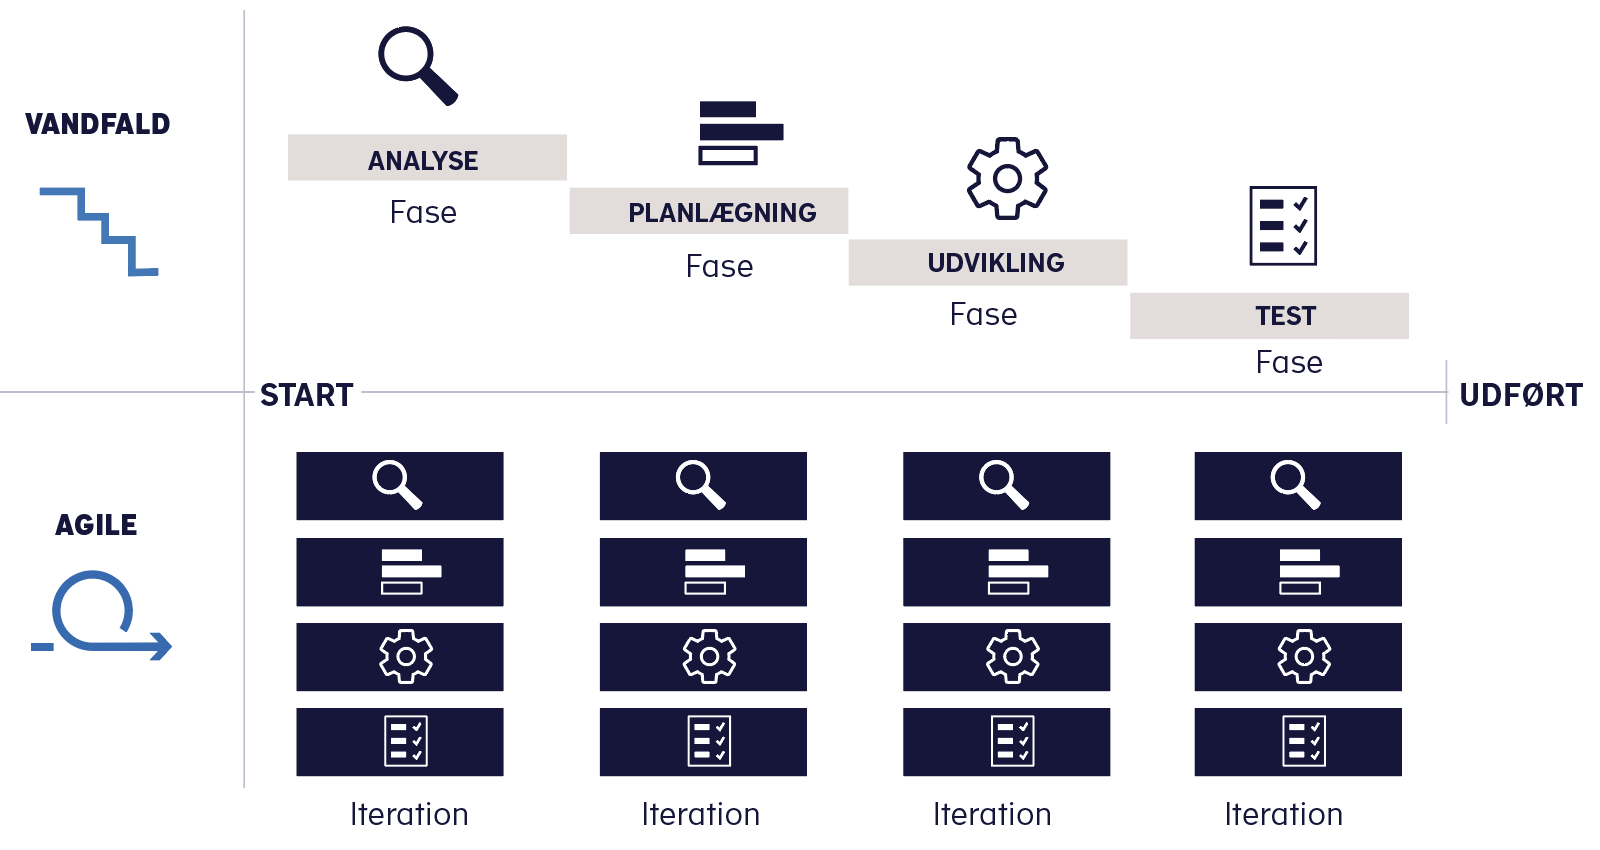 VANDFALD
ANALYSE
Fase
PLANLÆGNING
Fase
UDVIKLING
Fase
TEST
Fase
START
UDFØRT
AGILE
Iteration
Iteration
Iteration
Iteration